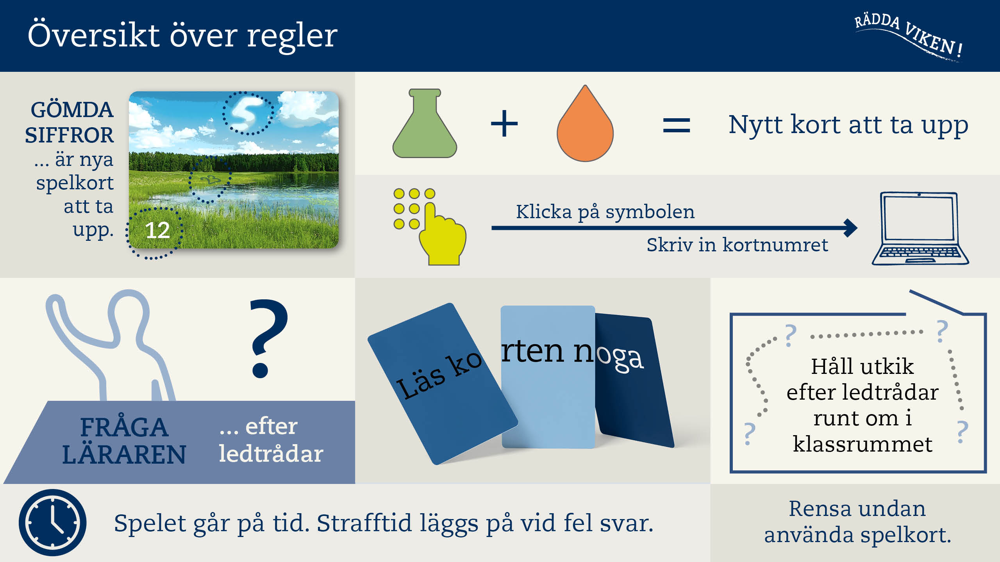 Översikt över regler
RÄDDA VIKEN!
GÖMDA
SIFFROR
... är nya
spelkort
att ta
upp.
5
23
12
+
=
Nytt kort att ta upp
Klicka på symbolen
Skriv in kortnumret
?
FRÅGA
LÄRAREN
... efter
ledtrådar
Läs korten noga
? ?
Håll utkik
efter ledtrådar
runt om i
klassrummet
? ?
Spelet går på tid. Strafftid läggs på vid fel svar.
Rensa undan
använda spelkort.